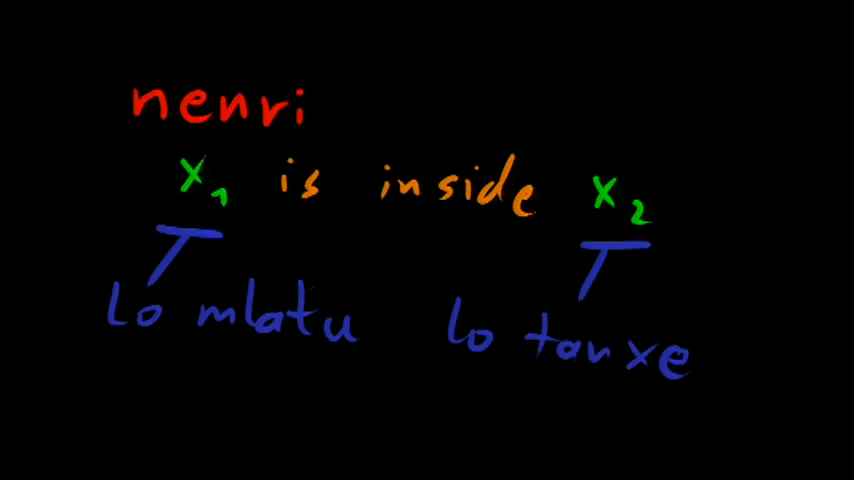 nenri
x₁ is inside x₂
lo mlatu lo tanxe